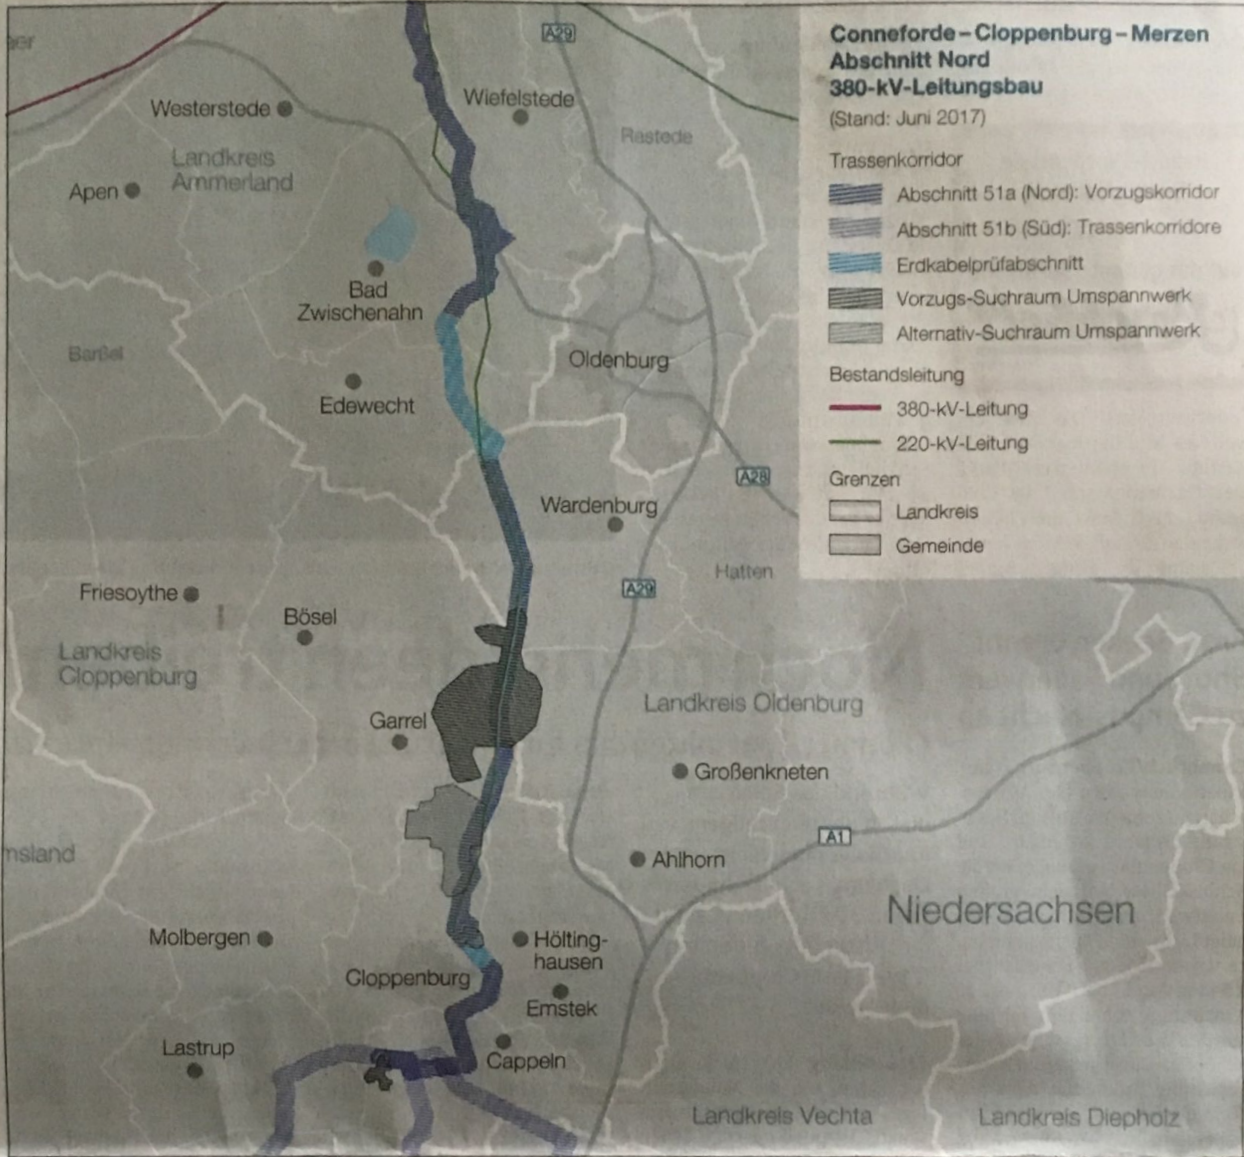 Conneforde – Cloppenburg – Merzen
Abschnitt Nord
380-kV-Leitungsbau
(Stand: Juni 2017)
Trassenkorridor
Abschnitt 51a (Nord): Vorzugskorridor
Abschnitt 51b (Süd): Trassenkorridore
Erdkabelprüfabschnitt
Vorzugs-Suchraum Umspannwerk
Alternativ-Suchraum Umspannwerk
Bestandsleitung
380-kV-Leitung
220-kV-Leitung
Grenzen
Landkreis
Gemeinde
A29
Westerstede
Wiefelstede
Rastede
Landkreis
Ammerland
Apen
Bad
Zwischenahn
Barßel
Oldenburg
Edewecht
A28
Wardenburg
Hatten
A29
Friesoythe
Bösel
Landkreis
Cloppenburg
Landkreis Oldenburg
Garrel
Großenkneten
A1
nsland
Ahlhorn
Niedersachsen
Molbergen
Hölting-
hausen
Cloppenburg
Emstek
Lastrup
Cappeln
Landkreis Vechta
Landkreis Diepholz